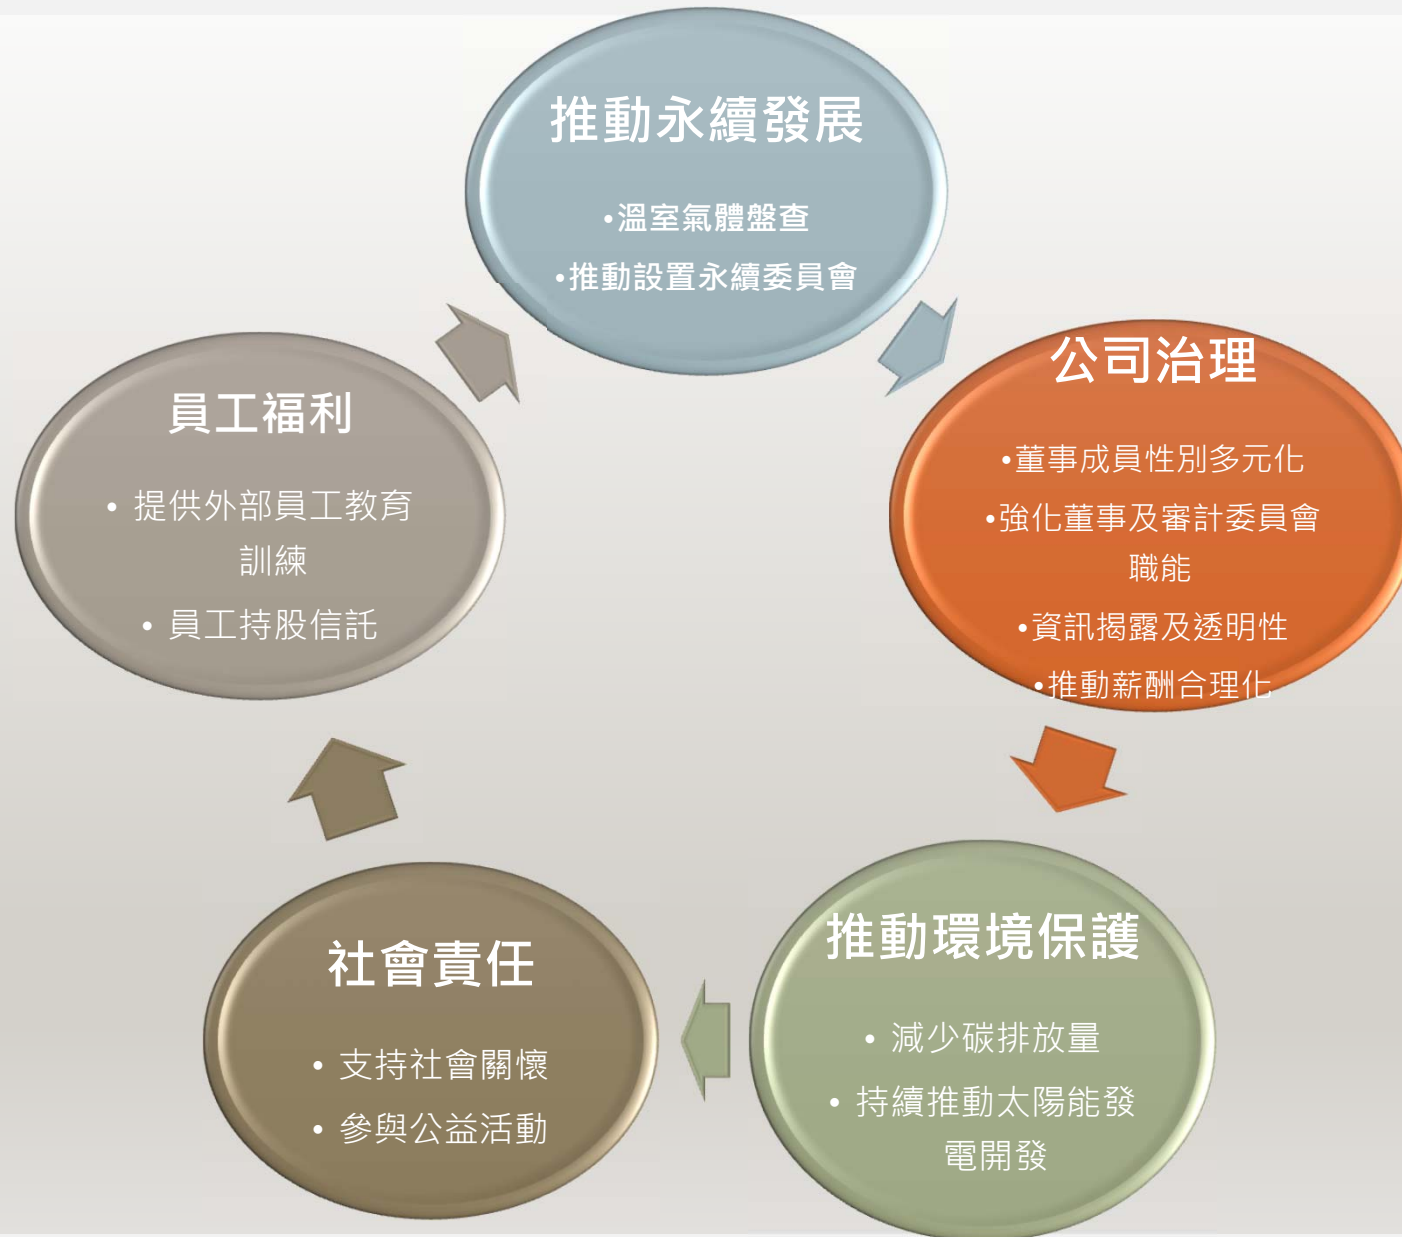 推動永續發展
•溫室氣體盤查
•推動設置永續委員會
公司治理
•董事成員性別多元化
•強化董事及審計委員會
職能
•資訊揭露及透明性
•推動薪酬合理化
推動環境保護
• 減少碳排放量
• 持續推動太陽能發
電開發
社會責任
• 支持社會關懷
• 參與公益活動
員工福利
• 提供外部員工教育
訓練
• 員工持股信託